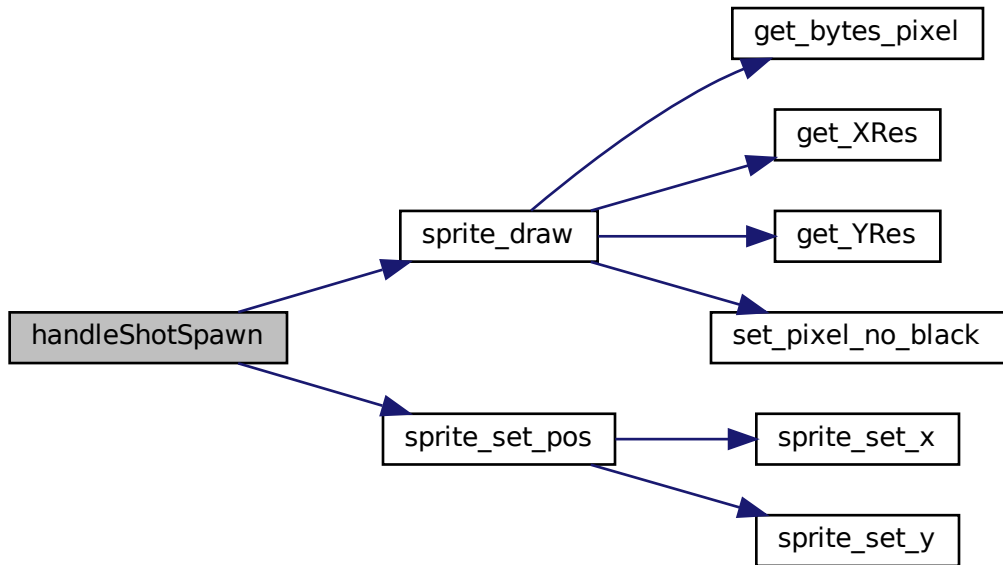 get_bytes_pixel
get_XRes
sprite_draw
get_YRes
handleShotSpawn
set_pixel_no_black
sprite_set_pos
sprite_set_x
sprite_set_y